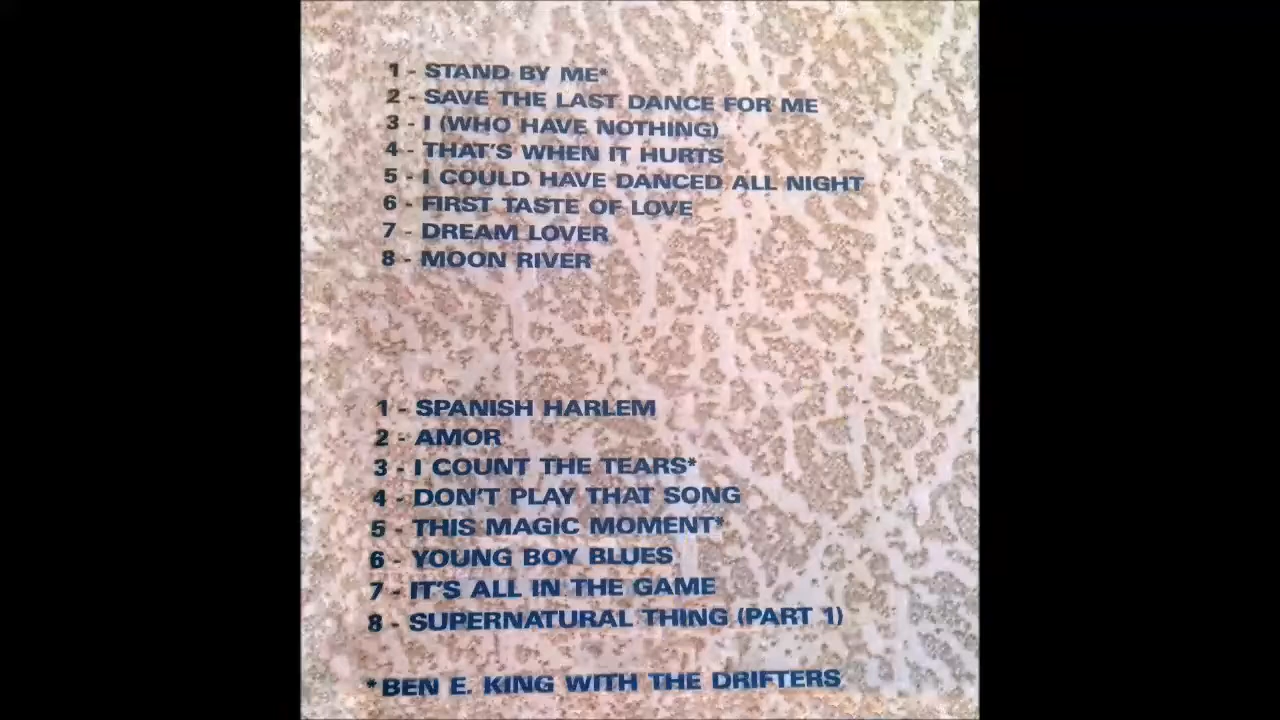 1 - STAND BY ME*
2 - SAVE THE LAST DANCE FOR ME
3 - I (WHO HAVE NOTHING)
4 - THAT'S WHEN IT HURTS
5 - I COULD HAVE DANCED ALL NIGHT
6 - FIRST TASTE OF LOVE
7 - DREAM LOVER
8 - MOON RIVER
1 - SPANISH HARLEM
2 - AMOR
3 - I COUNT THE TEARS*
4 - DON'T PLAY THAT SONG
5 - THIS MAGIC MOMENT*
6 - YOUNG BOY BLUES
7 - IT'S ALL IN THE GAME
8 - SUPERNATURAL THING (PART 1)
*BEN E. KING WITH THE DRIFTERS